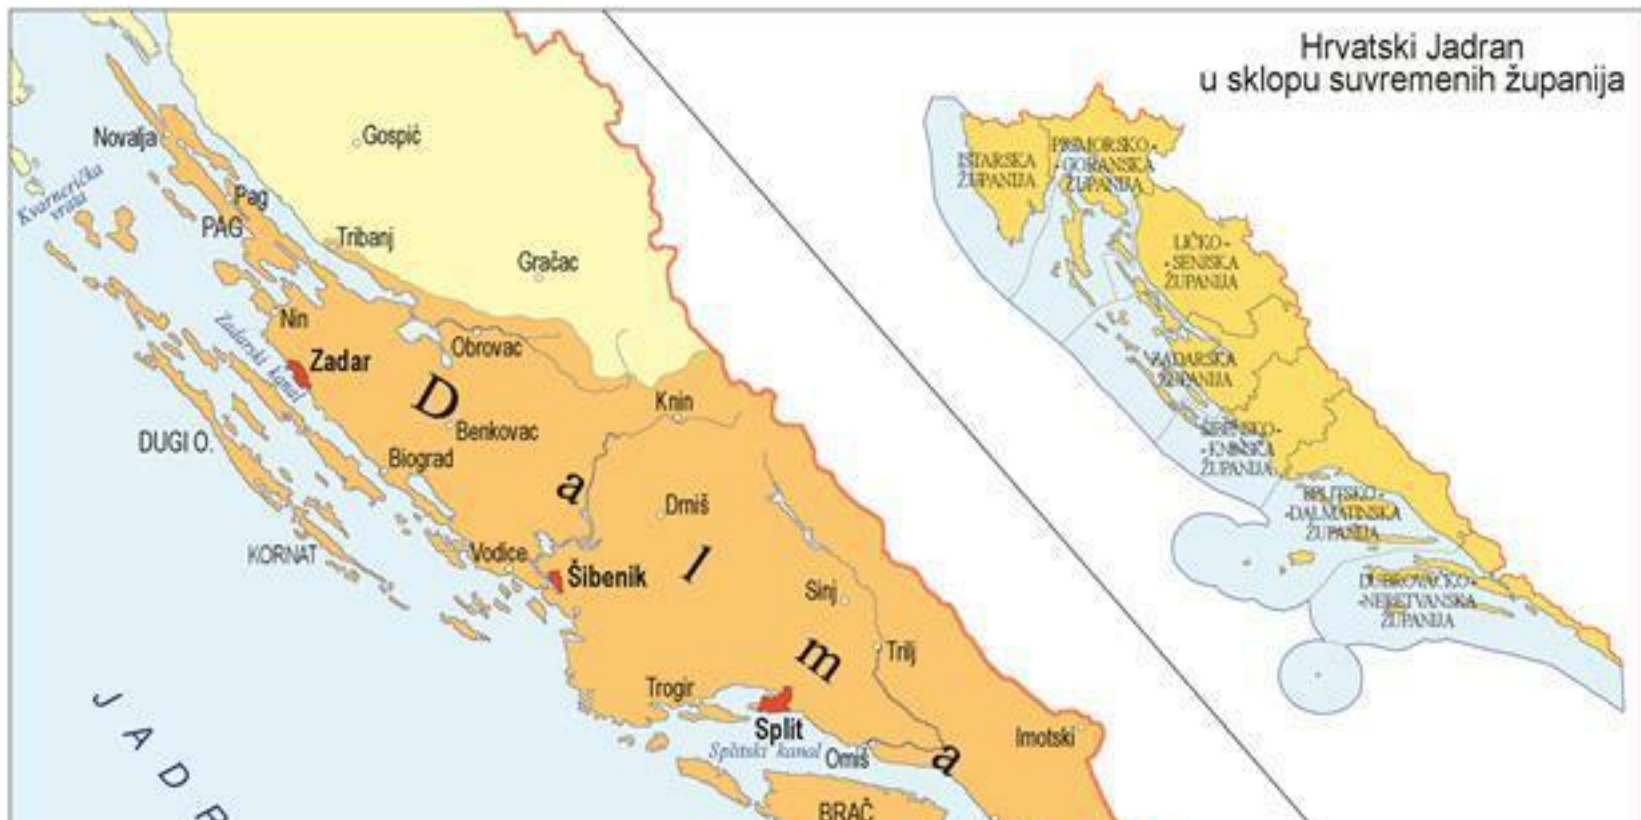 Hrvatski Jadran
u sklopu suvremenih županija
ISTARSKA
ŽUPANIJA
PRIMORSKO-
-GORANSKA
ŽUPANIJA
LIČKO-
-SENJSKA
ŽUPANIJA
ZADARSKA
ŽUPANIJA
ŠIBENSKO-
-KNINSKA
ŽUPANIJA
SPLITSKO-
-DALMATINSKA
ŽUPANIJA
DUBROVAČKO-
-NERETVANSKA
ŽUPANIJA
Novalja
Gospić
Kvarnerička
vrata
Pag
PAG
Tribanj
Gračac
Nin
Zadarski kanal
Obrovac
Zadar
Knin
Benkovac
DUGI O.
Biograd
Drniš
KORNAT
Vodice
Šibenik
Sinj
Trilj
Trogir
Split
Splitski kanal
Omiš
Imotski
BRAČ
D a l m a
J A D R